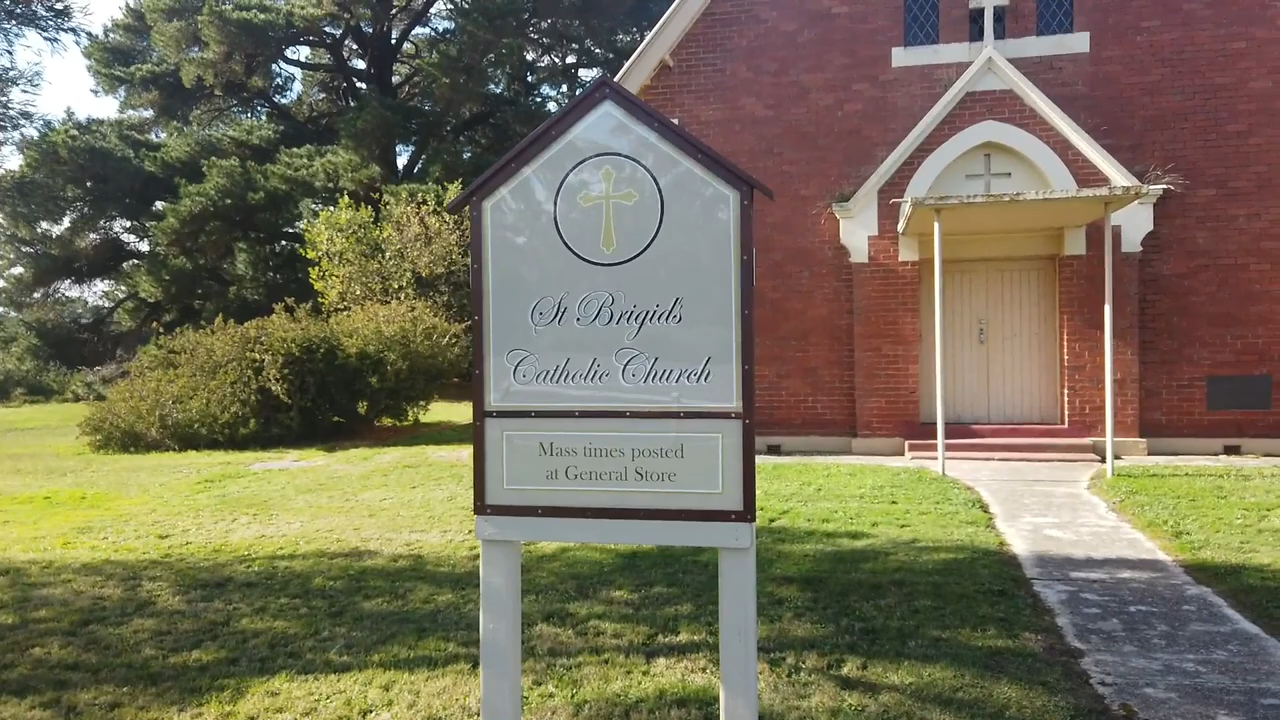 St Brigid's
Catholic Church
Mass times posted
at General Store